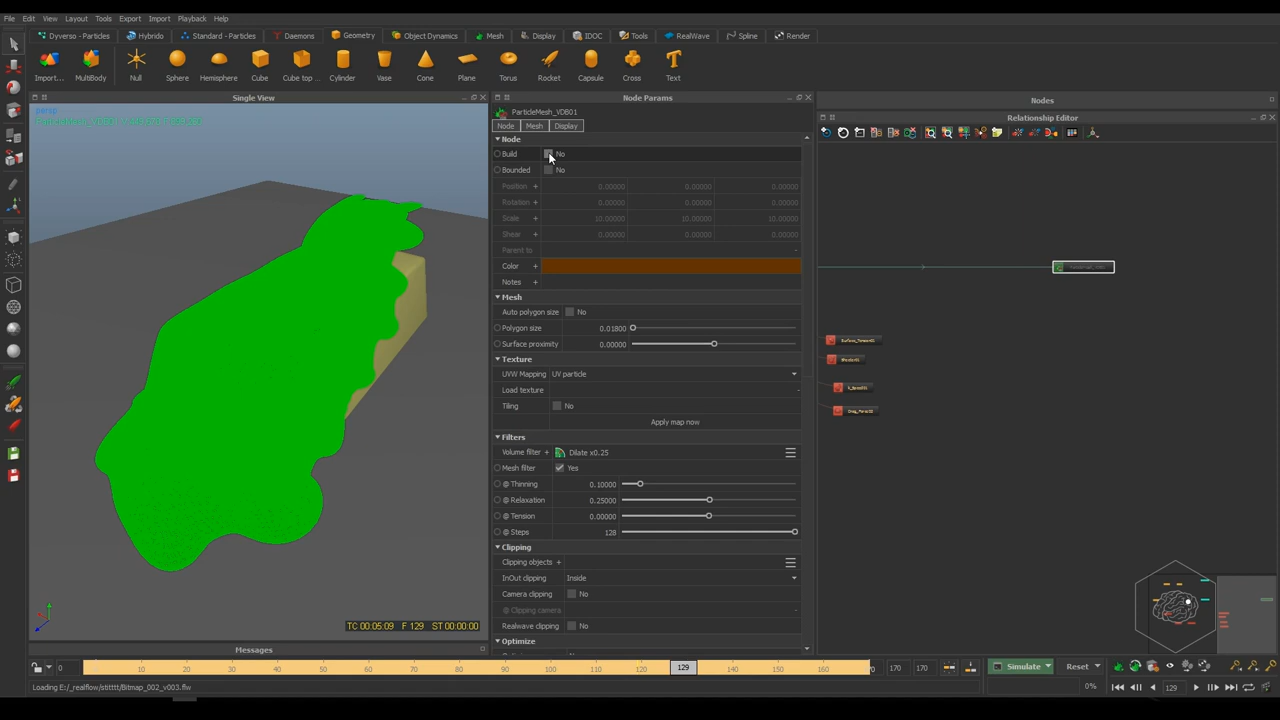 File Edit View Layout Tools Export Import Playback Help
Dyverso - Particles Hybrido Standard - Particles Daemons Geometry Object Dynamics Mesh Display IDOC Tools RealWave Spline Render
Import... MultiBody Null Sphere Hemisphere Cube Cube top ... Cylinder Vase Cone Plane Torus Rocket Capsule Cross Text
Single View
persp
TC 00:05:09 F 129 ST 00:00:00
Messages
Node Params
ParticleMesh_VDB01
Node Mesh Display
Node
Build No
Bounded No
Position + 0.00000 0.00000 0.00000
Rotation + 0.00000 0.00000 0.00000
Scale + 10.00000 10.00000 10.00000
Shear + 0.00000 0.00000 0.00000
Parent to -
Color +
Notes +
Mesh
Auto polygon size No
Polygon size 0.01800
Surface proximity 0.00000
Texture
UVW Mapping UV particle
Load texture -
Tiling No
Apply map now
Filters
Volume filter + Dilate x0.25
Mesh filter Yes
@ Thinning 0.10000
@ Relaxation 0.25000
@ Tension 0.00000
@ Steps 128
Clipping
Clipping objects +
InOut clipping Inside
Camera clipping No
@ Clipping camera -
Realwave clipping No
Optimize
Nodes
Relationship Editor
0 10 20 30 40 50 60 70 80 90 100 110 120 129 140 150 160 170 170
Simulate Reset
Loading E:/_realflow/stitttt/Bitmap_002_v003.flw
0% 129